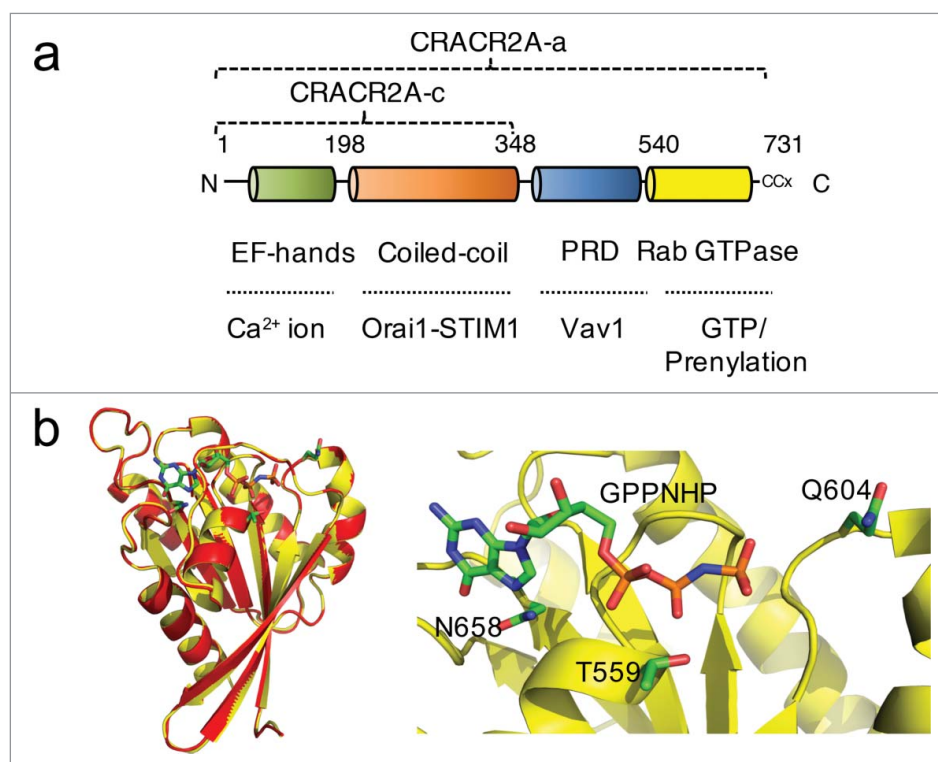 a
CRACR2A-a
CRACR2A-c
1 198 348 540 731
N CCx C
EF-hands Coiled-coil PRD Rab GTPase
Ca²⁺ ion Orai1-STIM1 Vav1 GTP/
Prenylation
b
GPPNHP Q604
N658
T559